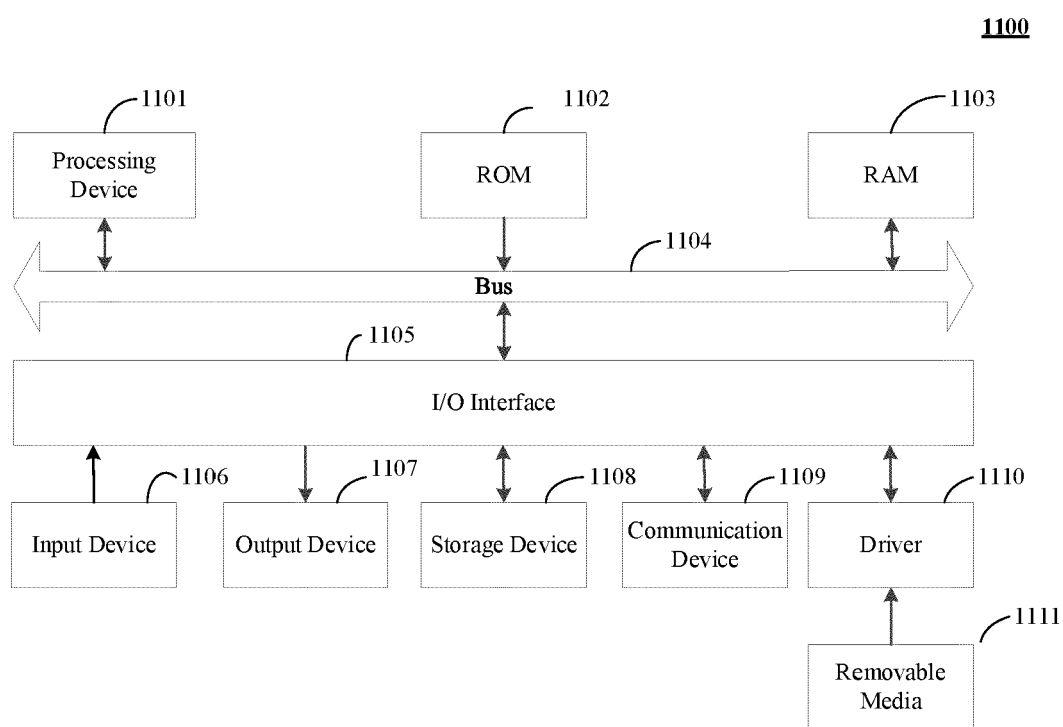 1100
1101
1102
1103
Processing
Device
ROM
RAM
1104
Bus
1105
I/O Interface
1106
1107
1108
1109
1110
Input Device
Output Device
Storage Device
Communication
Device
Driver
1111
Removable
Media